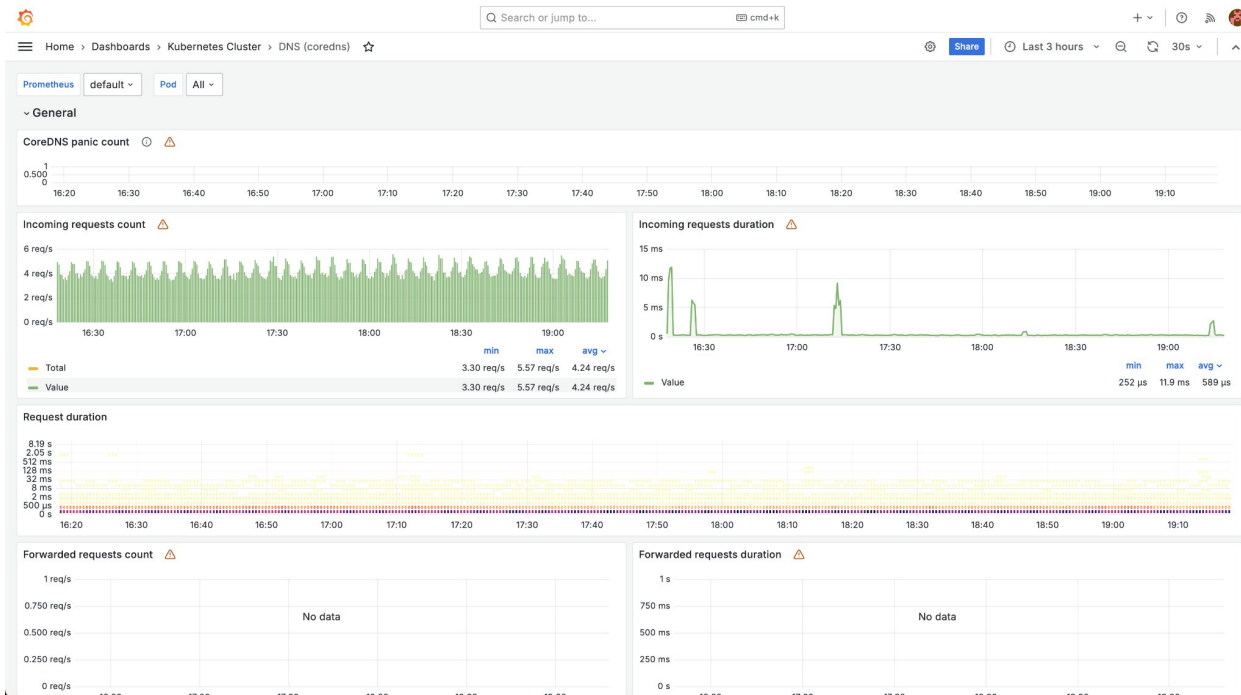 Search or jump to... cmd+k
Home › Dashboards › Kubernetes Cluster › DNS (coredns) Share Last 3 hours 30s
Prometheus default Pod All
General
CoreDNS panic count
1
0.500
0
16:20 16:30 16:40 16:50 17:00 17:10 17:20 17:30 17:40 17:50 18:00 18:10 18:20 18:30 18:40 18:50 19:00 19:10
Incoming requests count
6 req/s
4 req/s
2 req/s
0 req/s
16:30 17:00 17:30 18:00 18:30 19:00
min max avg
Total 3.30 req/s 5.57 req/s 4.24 req/s
Value 3.30 req/s 5.57 req/s 4.24 req/s
Incoming requests duration
15 ms
10 ms
5 ms
0 s
16:30 17:00 17:30 18:00 18:30 19:00
min max avg
Value 252 µs 11.9 ms 589 µs
Request duration
8.19 s
2.05 s
512 ms
128 ms
32 ms
8 ms
2 ms
500 µs
0 s
16:20 16:30 16:40 16:50 17:00 17:10 17:20 17:30 17:40 17:50 18:00 18:10 18:20 18:30 18:40 18:50 19:00 19:10
Forwarded requests count
1 req/s
0.750 req/s
No data
0.500 req/s
0.250 req/s
0 req/s
Forwarded requests duration
1 s
750 ms
No data
500 ms
250 ms
0 s